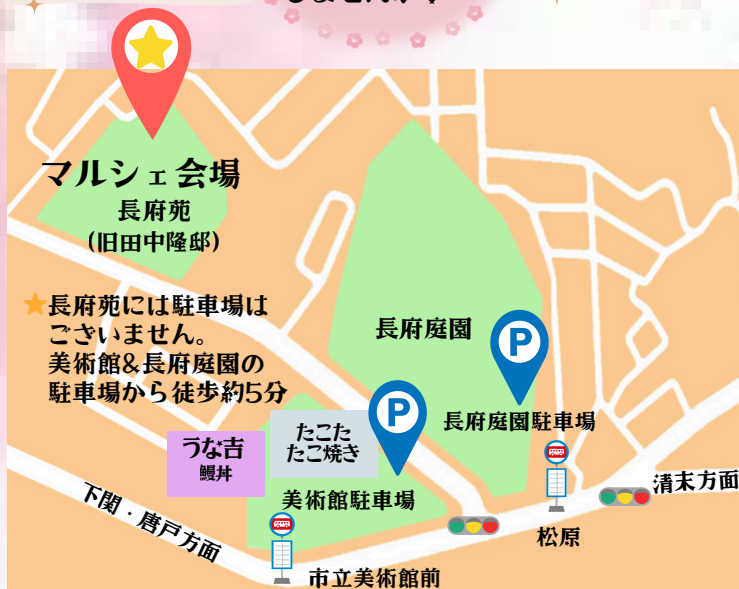 マルシェ会場
長府苑
(旧田中隆邸)
長府苑には駐車場は
ございません。
美術館&長府庭園の
駐車場から徒歩約5分
長府庭園
P
長府庭園駐車場
P
うな吉
鰻丼
たこた
たこ焼き
美術館駐車場
下関・唐戸方面
清末方面
松原
市立美術館前